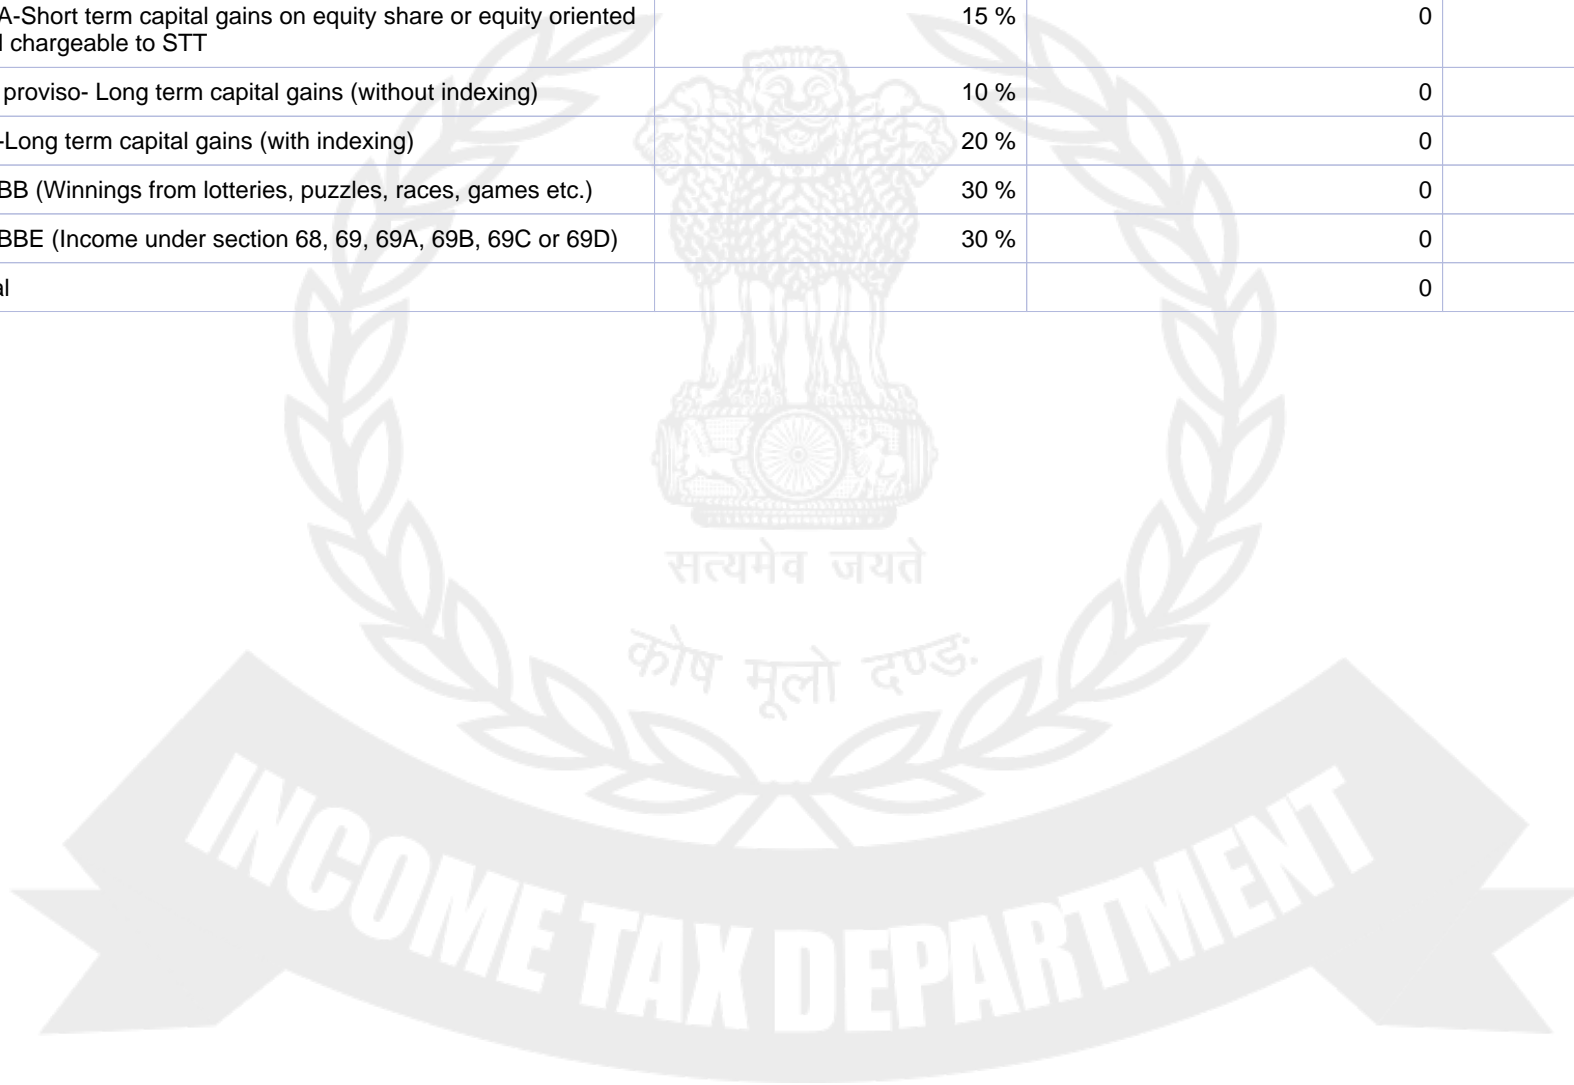 A-Short term capital gains on equity share or equity oriented 15 % 0
chargeable to STT
proviso- Long term capital gains (without indexing) 10 % 0
-Long term capital gains (with indexing) 20 % 0
BB (Winnings from lotteries, puzzles, races, games etc.) 30 % 0
BBE (Income under section 68, 69, 69A, 69B, 69C or 69D) 30 % 0
0
सत्यमेव जयते
कोष मूलो दण्डः
INCOME TAX DEPARTMENT